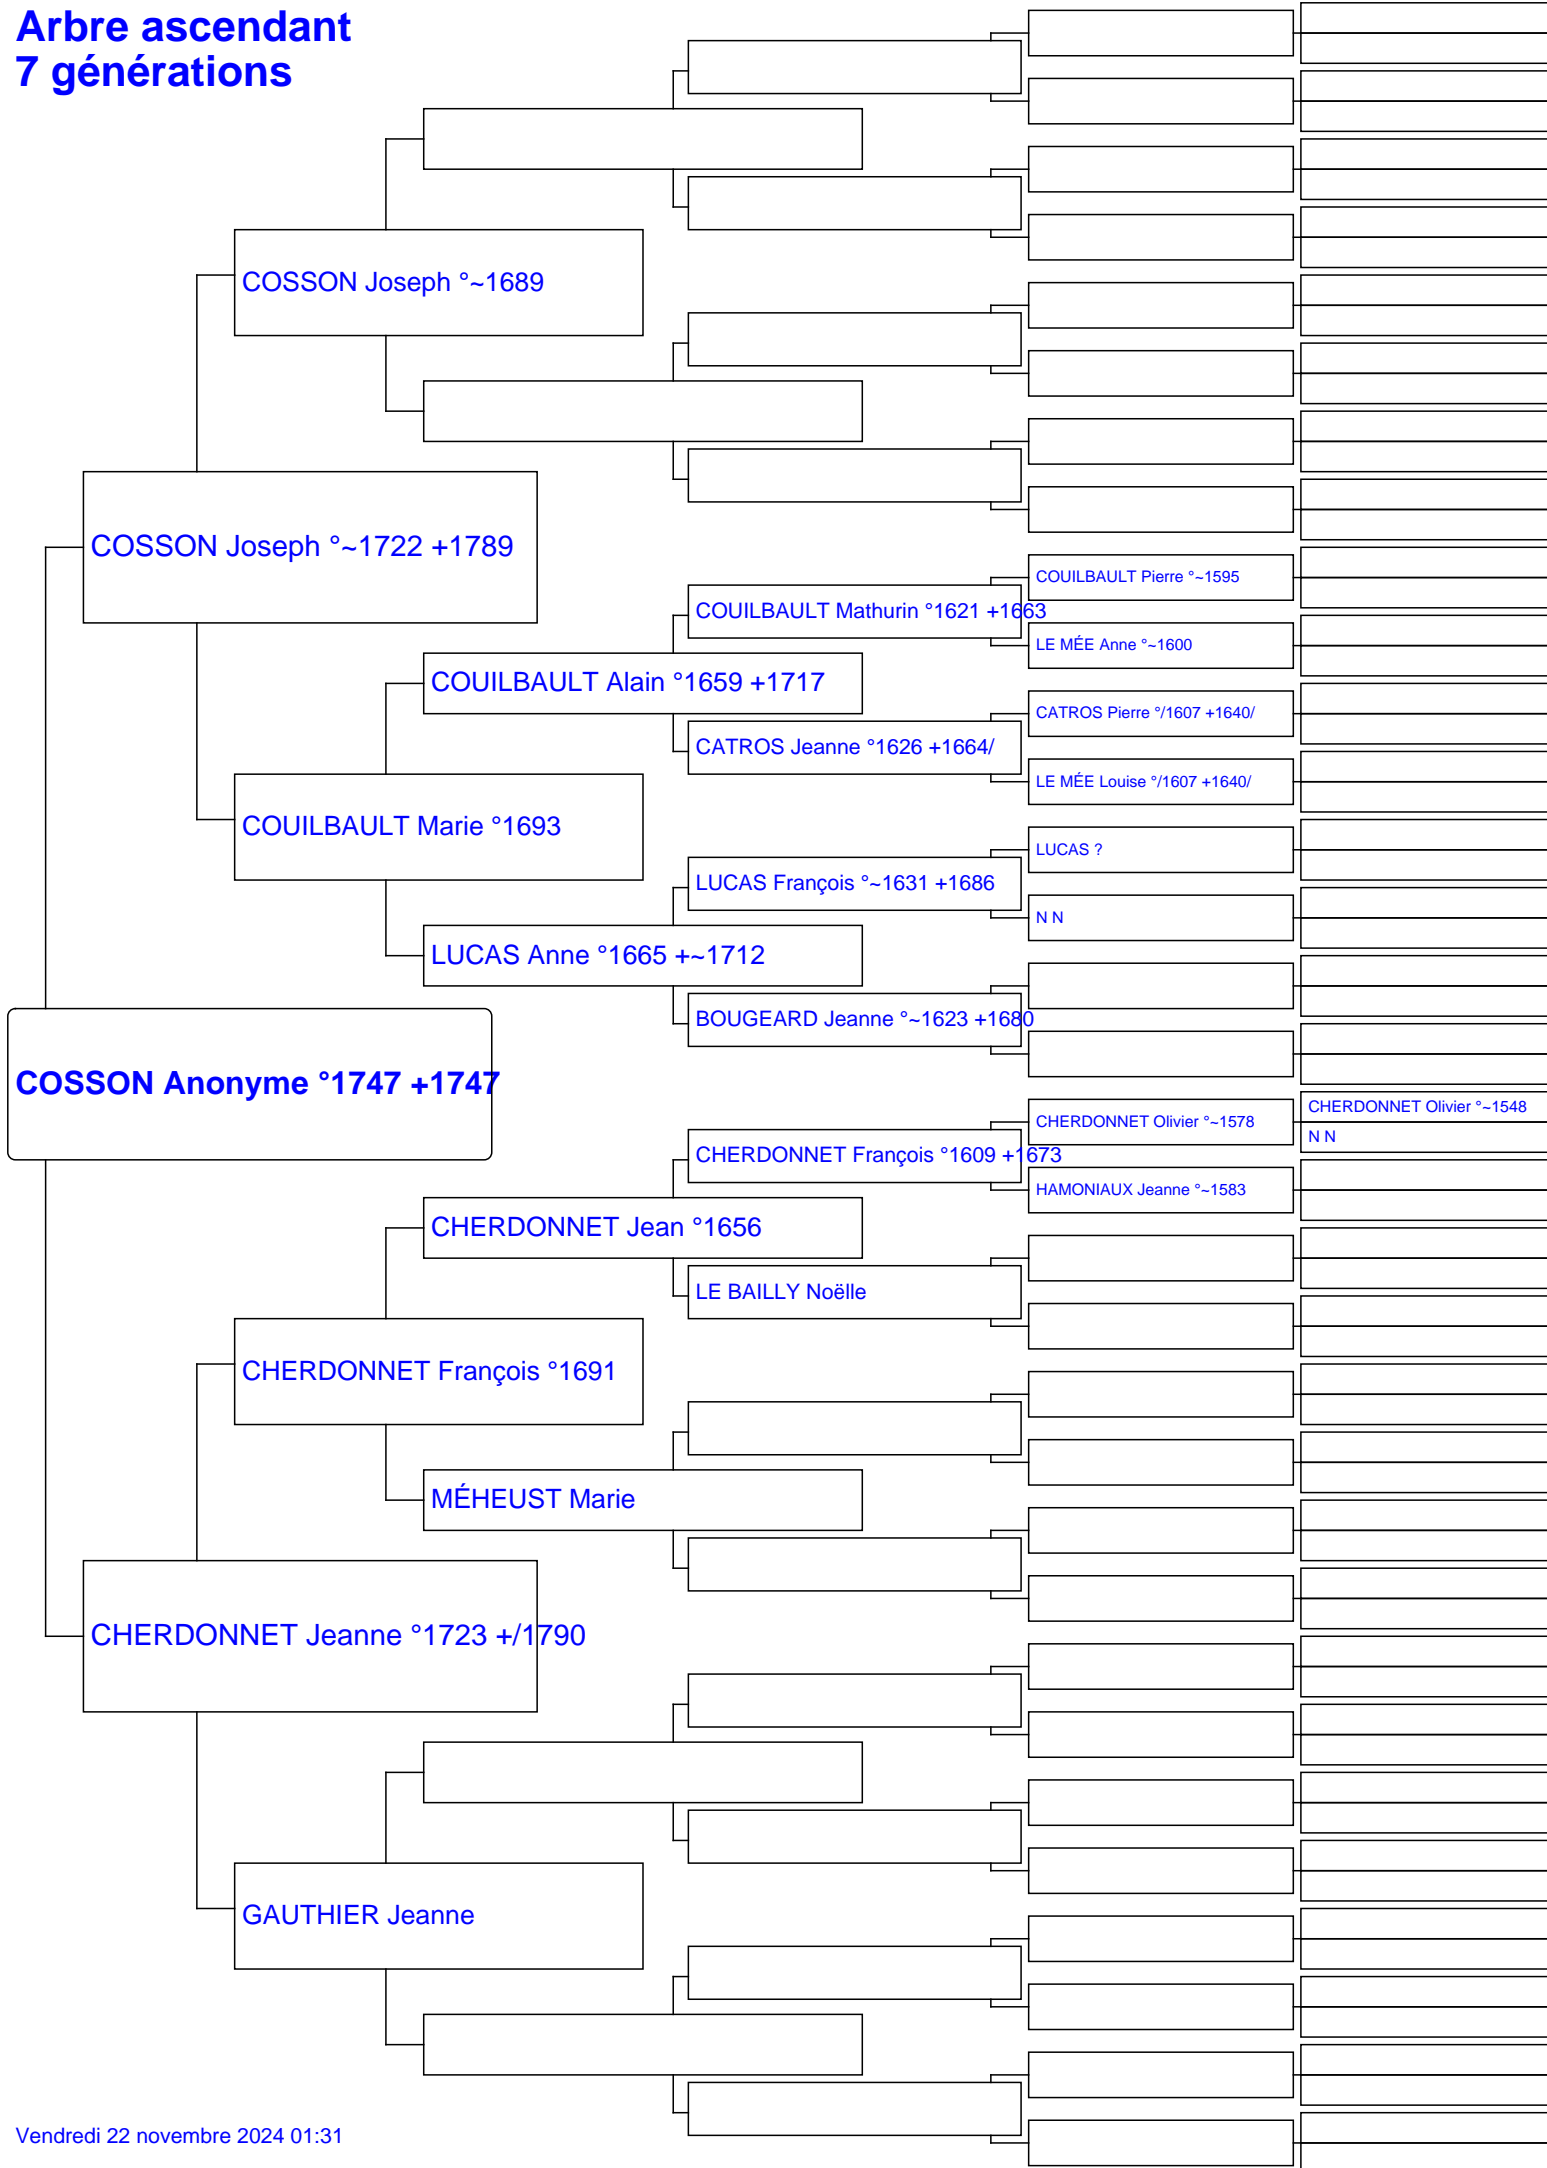 Arbre ascendant
7 générations
COSSON Joseph °~1689
COSSON Joseph °~1722 +1789
COUILBAULT Pierre °~1595
COUILBAULT Mathurin °1621 +1663
LE MÉE Anne °~1600
COUILBAULT Alain °1659 +1717
CATROS Pierre °/1607 +1640/
CATROS Jeanne °1626 +1664/
LE MÉE Louise °/1607 +1640/
COUILBAULT Marie °1693
LUCAS ?
LUCAS François °~1631 +1686
N N
LUCAS Anne °1665 +~1712
BOUGEARD Jeanne °~1623 +1680
COSSON Anonyme °1747 +1747
CHERDONNET Olivier °~1548
CHERDONNET Olivier °~1578
N N
CHERDONNET François °1609 +1673
HAMONIAUX Jeanne °~1583
CHERDONNET Jean °1656
LE BAILLY Noëlle
CHERDONNET François °1691
MÉHEUST Marie
CHERDONNET Jeanne °1723 +/1790
GAUTHIER Jeanne
Vendredi 22 novembre 2024 01:31